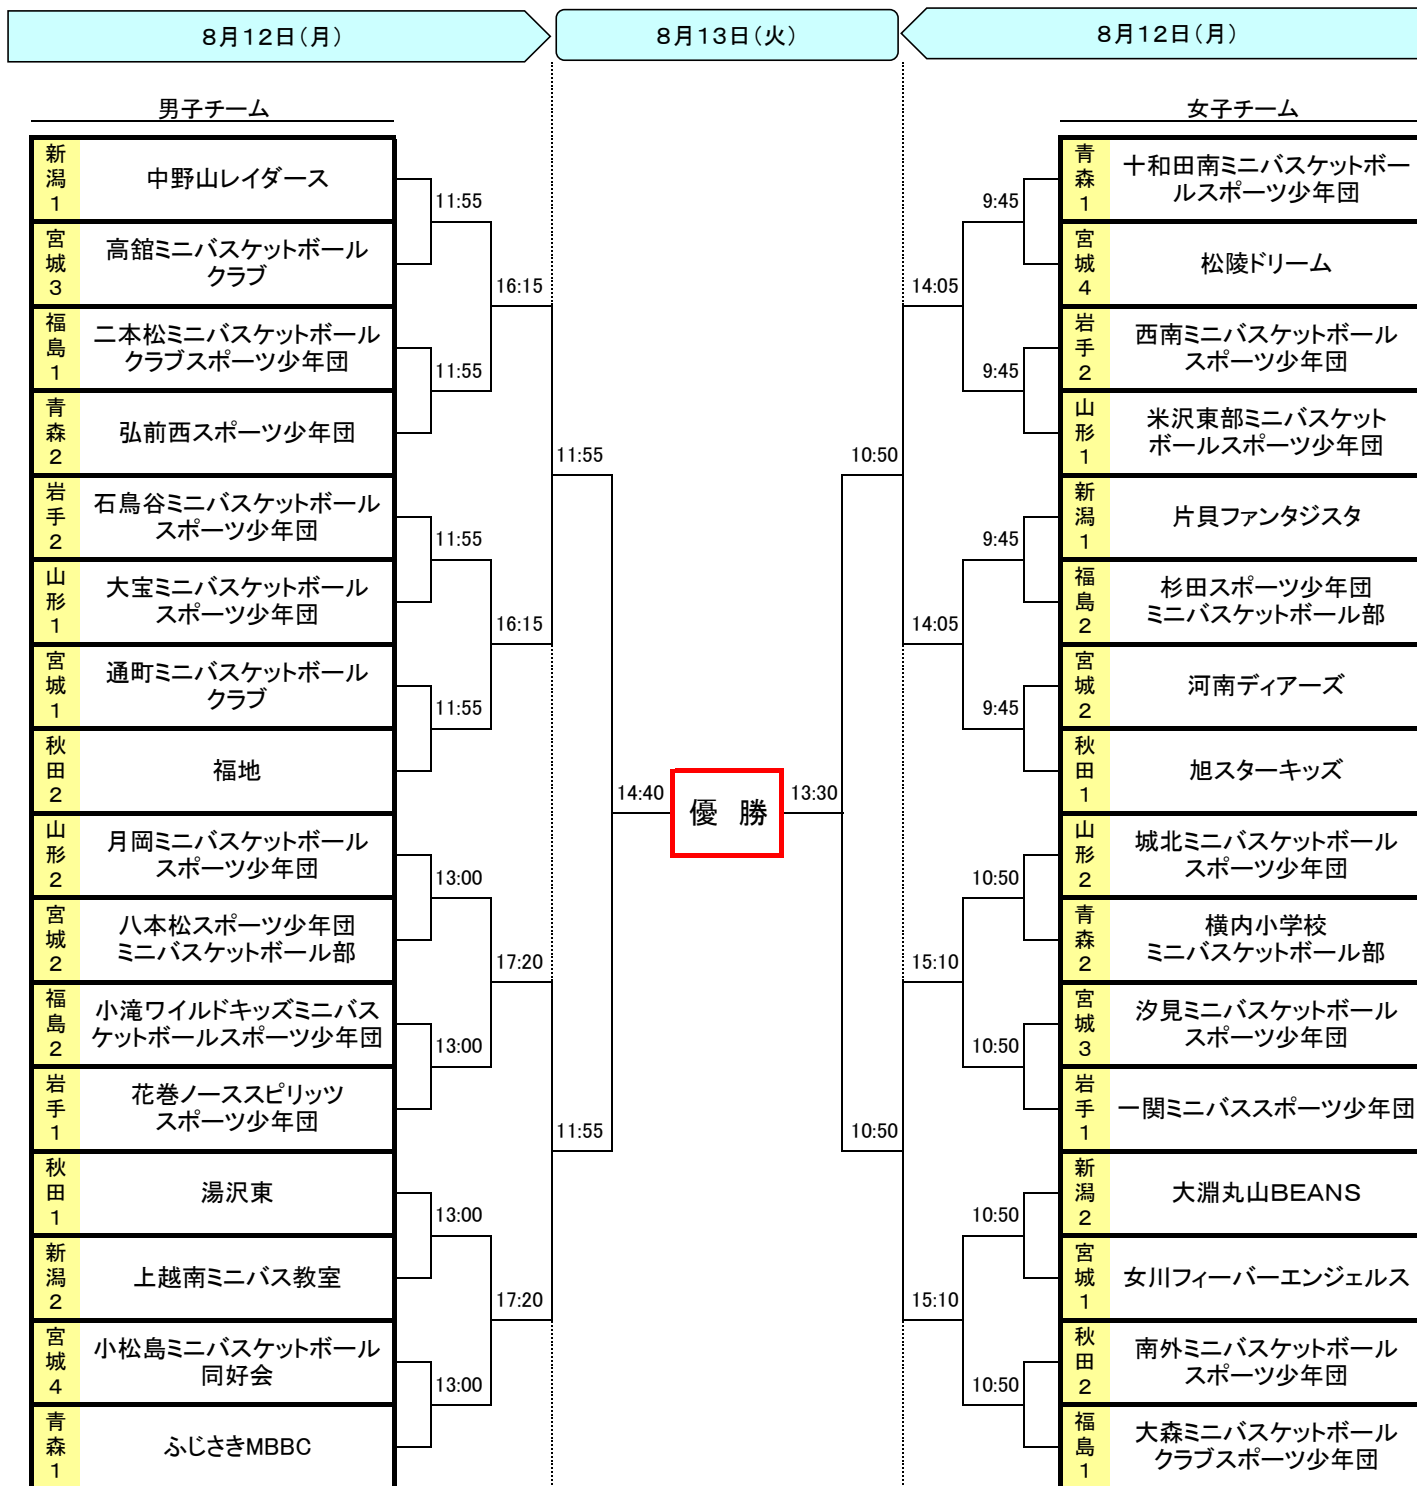 8月12日(月)
8月13日(火)
8月12日(月)
男子チーム
新潟1
中野山レイダース
宮城3
高舘ミニバスケットボール
クラブ
福島1
二本松ミニバスケットボール
クラブスポーツ少年団
青森2
弘前西スポーツ少年団
岩手2
石鳥谷ミニバスケットボール
スポーツ少年団
山形1
大宝ミニバスケットボール
スポーツ少年団
宮城1
通町ミニバスケットボール
クラブ
秋田2
福地
山形2
月岡ミニバスケットボール
スポーツ少年団
宮城2
八本松スポーツ少年団
ミニバスケットボール部
福島2
小滝ワイルドキッズミニバス
ケットボールスポーツ少年団
岩手1
花巻ノーススピリッツ
スポーツ少年団
秋田1
湯沢東
新潟2
上越南ミニバス教室
宮城4
小松島ミニバスケットボール
同好会
青森1
ふじさきMBBC
11:55
11:55
11:55
11:55
13:00
13:00
13:00
13:00
16:15
16:15
17:20
17:20
11:55
11:55
14:40
優 勝
13:30
10:50
10:50
14:05
14:05
15:10
15:10
9:45
9:45
9:45
9:45
10:50
10:50
10:50
10:50
女子チーム
青森1
十和田南ミニバスケットボー
ルスポーツ少年団
宮城4
松陵ドリーム
岩手2
西南ミニバスケットボール
スポーツ少年団
山形1
米沢東部ミニバスケット
ボールスポーツ少年団
新潟1
片貝ファンタジスタ
福島2
杉田スポーツ少年団
ミニバスケットボール部
宮城2
河南ディアーズ
秋田1
旭スターキッズ
山形2
城北ミニバスケットボール
スポーツ少年団
青森2
横内小学校
ミニバスケットボール部
宮城3
汐見ミニバスケットボール
スポーツ少年団
岩手1
一関ミニバススポーツ少年団
新潟2
大淵丸山BEANS
宮城1
女川フィーバーエンジェルス
秋田2
南外ミニバスケットボール
スポーツ少年団
福島1
大森ミニバスケットボール
クラブスポーツ少年団